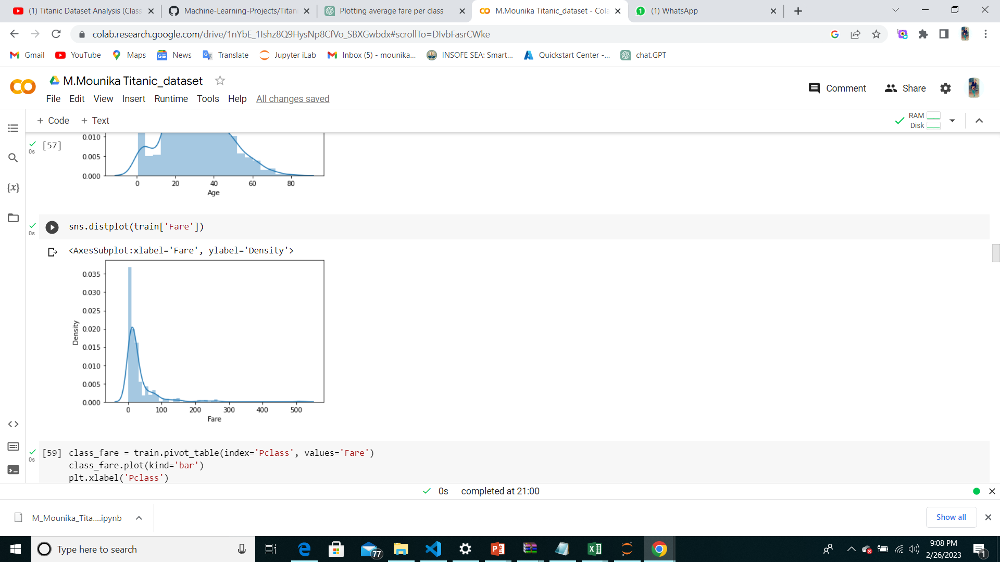 (1) Titanic Dataset Analysis (Class
Machine-Learning-Projects/Titani
Plotting average fare per class
M.Mounika Titanic_dataset - Cola
(1) WhatsApp
colab.research.google.com/drive/1nYbE_1Ishz8Q9HysNp8CfVo_SBXGwbdx#scrollTo=DIvbFasrCWke
Gmail YouTube Maps News Translate Jupyter iLab Inbox (5) - mounika... INSOFE SEA: Smart... Quickstart Center -... chat.GPT
M.Mounika Titanic_dataset
Comment Share
File Edit View Insert Runtime Tools Help All changes saved
+ Code + Text
RAM
Disk
[57]
0s
0.010
0.005
0.000
0 20 40 60 80
Age
0s
sns.distplot(train['Fare'])
<AxesSubplot:xlabel='Fare', ylabel='Density'>
0.035
0.030
0.025
0.020
0.015
0.010
0.005
0.000
Density
0 100 200 300 400 500
Fare
0s
[59] class_fare = train.pivot_table(index='Pclass', values='Fare')
class_fare.plot(kind='bar')
plt.xlabel('Pclass')
{x}
0s completed at 21:00
M_Mounika_Tita....ipynb
Show all
Type here to search
77
9:08 PM
2/26/2023
1